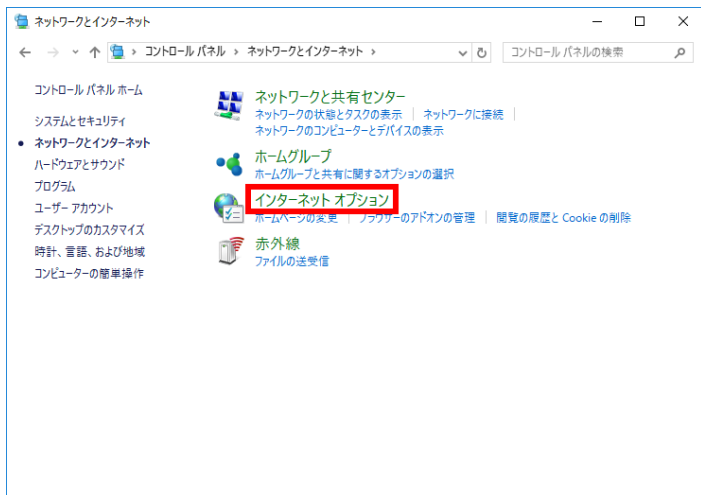 ネットワークとインターネット
コントロール パネル › ネットワークとインターネット ›
コントロール パネルの検索
コントロール パネル ホーム
システムとセキュリティ
ネットワークとインターネット
ハードウェアとサウンド
プログラム
ユーザー アカウント
デスクトップのカスタマイズ
時計、言語、および地域
コンピューターの簡単操作
ネットワークと共有センター
ネットワークの状態とタスクの表示 | ネットワークに接続 |
ネットワークのコンピューターとデバイスの表示
ホームグループ
ホームグループと共有に関するオプションの選択
インターネット オプション
ホームページの変更 | ブラウザーのアドオンの管理 | 閲覧の履歴と Cookie の削除
赤外線
ファイルの送受信